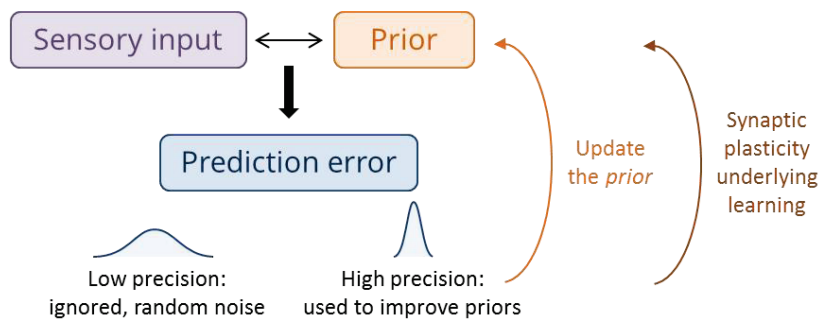 Sensory input
Prior
Prediction error
Update
the prior
Synaptic
plasticity
underlying
learning
Low precision:
ignored, random noise
High precision:
used to improve priors